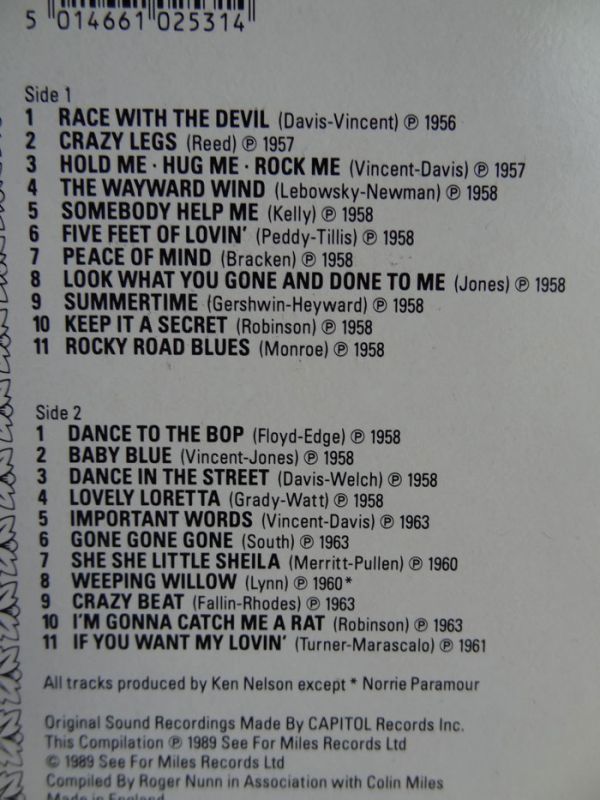 5 014661 025314
Side 1
1 RACE WITH THE DEVIL (Davis-Vincent) ℗ 1956
2 CRAZY LEGS (Reed) ℗ 1957
3 HOLD ME · HUG ME · ROCK ME (Vincent-Davis) ℗ 1957
4 THE WAYWARD WIND (Lebowsky-Newman) ℗ 1958
5 SOMEBODY HELP ME (Kelly) ℗ 1958
6 FIVE FEET OF LOVIN' (Peddy-Tillis) ℗ 1958
7 PEACE OF MIND (Bracken) ℗ 1958
8 LOOK WHAT YOU GONE AND DONE TO ME (Jones) ℗ 1958
9 SUMMERTIME (Gershwin-Heyward) ℗ 1958
10 KEEP IT A SECRET (Robinson) ℗ 1958
11 ROCKY ROAD BLUES (Monroe) ℗ 1958
Side 2
1 DANCE TO THE BOP (Floyd-Edge) ℗ 1958
2 BABY BLUE (Vincent-Jones) ℗ 1958
3 DANCE IN THE STREET (Davis-Welch) ℗ 1958
4 LOVELY LORETTA (Grady-Watt) ℗ 1958
5 IMPORTANT WORDS (Vincent-Davis) ℗ 1963
6 GONE GONE GONE (South) ℗ 1963
7 SHE SHE LITTLE SHEILA (Merritt-Pullen) ℗ 1960
8 WEEPING WILLOW (Lynn) ℗ 1960*
9 CRAZY BEAT (Fallin-Rhodes) ℗ 1963
10 I'M GONNA CATCH ME A RAT (Robinson) ℗ 1963
11 IF YOU WANT MY LOVIN' (Turner-Marascalo) ℗ 1961
All tracks produced by Ken Nelson except * Norrie Paramour
Original Sound Recordings Made By CAPITOL Records Inc.
This Compilation ℗ 1989 See For Miles Records Ltd
© 1989 See For Miles Records Ltd
Compiled By Roger Nunn in Association with Colin Miles
Made in England